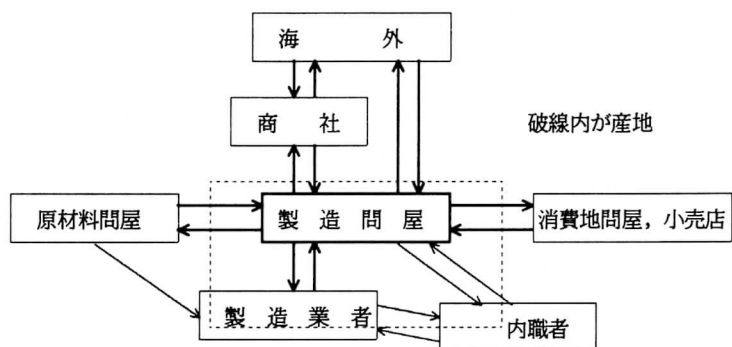 海 外
商 社
破線内が産地
原材料問屋
製 造 問 屋
消費地問屋，小売店
製 造 業 者
内職者